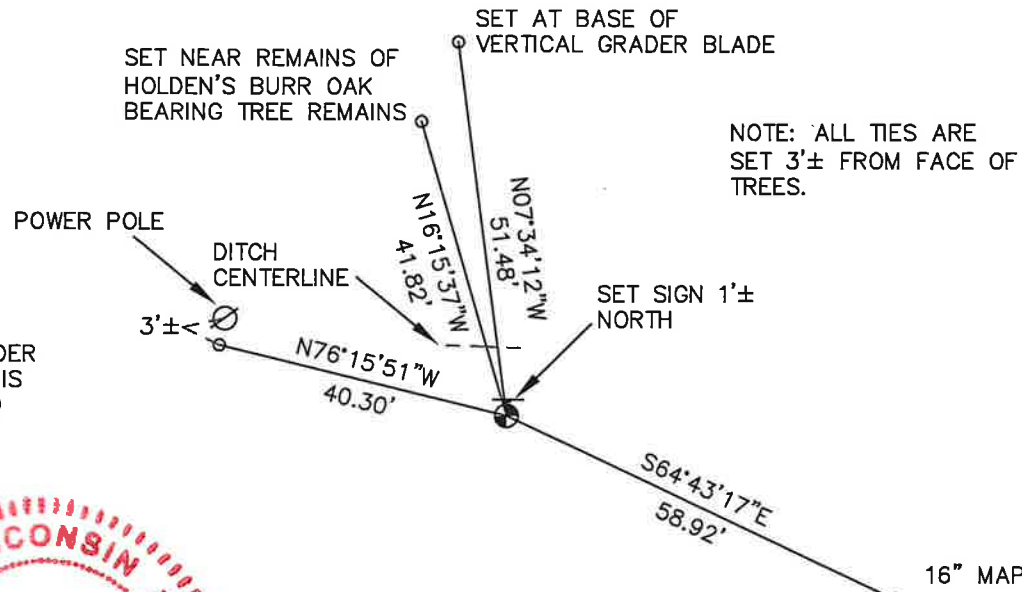 SET AT BASE OF
VERTICAL GRADER BLADE
SET NEAR REMAINS OF
HOLDEN'S BURR OAK
BEARING TREE REMAINS
NOTE: ALL TIES ARE
SET 3'± FROM FACE OF
TREES.
POWER POLE
DITCH
CENTERLINE
N16°15'37"W
41.82'
N07°34'12"W
51.48'
SET SIGN 1'±
NORTH
3'±<
DER
IS
N76°15'51"W
40.30'
S64°43'17"E
58.92'
16" MAP
CONSIN